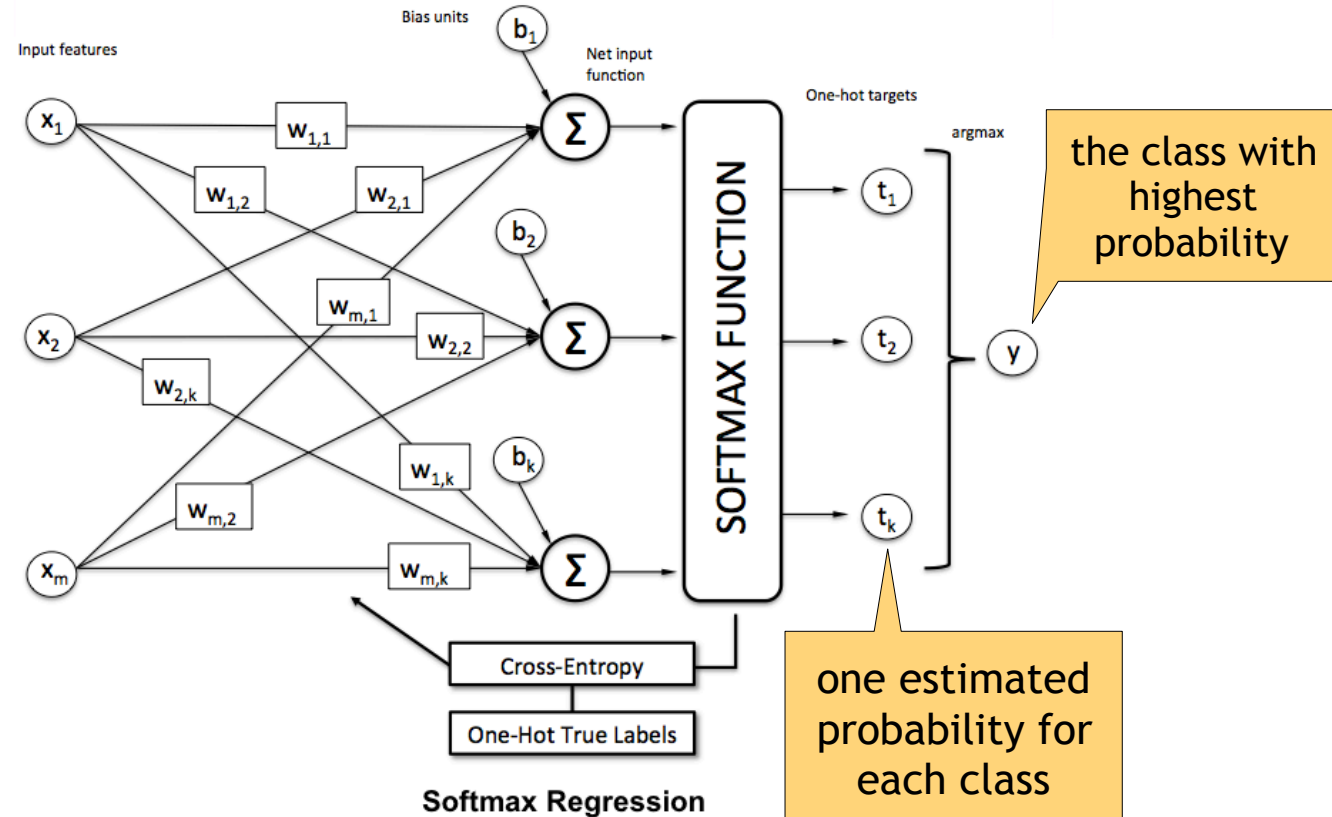 Bias units
b₁
Input features
Net input
function
One-hot targets
argmax
x₁
w₁,₁
Σ
the class with
highest
probability
w₁,₂
w₂,₁
t₁
b₂
SOFTMAX FUNCTION
wₘ,₁
x₂
w₂,₂
Σ
t₂
y
w₂,ₖ
bₖ
w₁,ₖ
wₘ,₂
tₖ
xₘ
wₘ,ₖ
Σ
Cross-Entropy
One-Hot True Labels
one estimated
probability for
each class
Softmax Regression